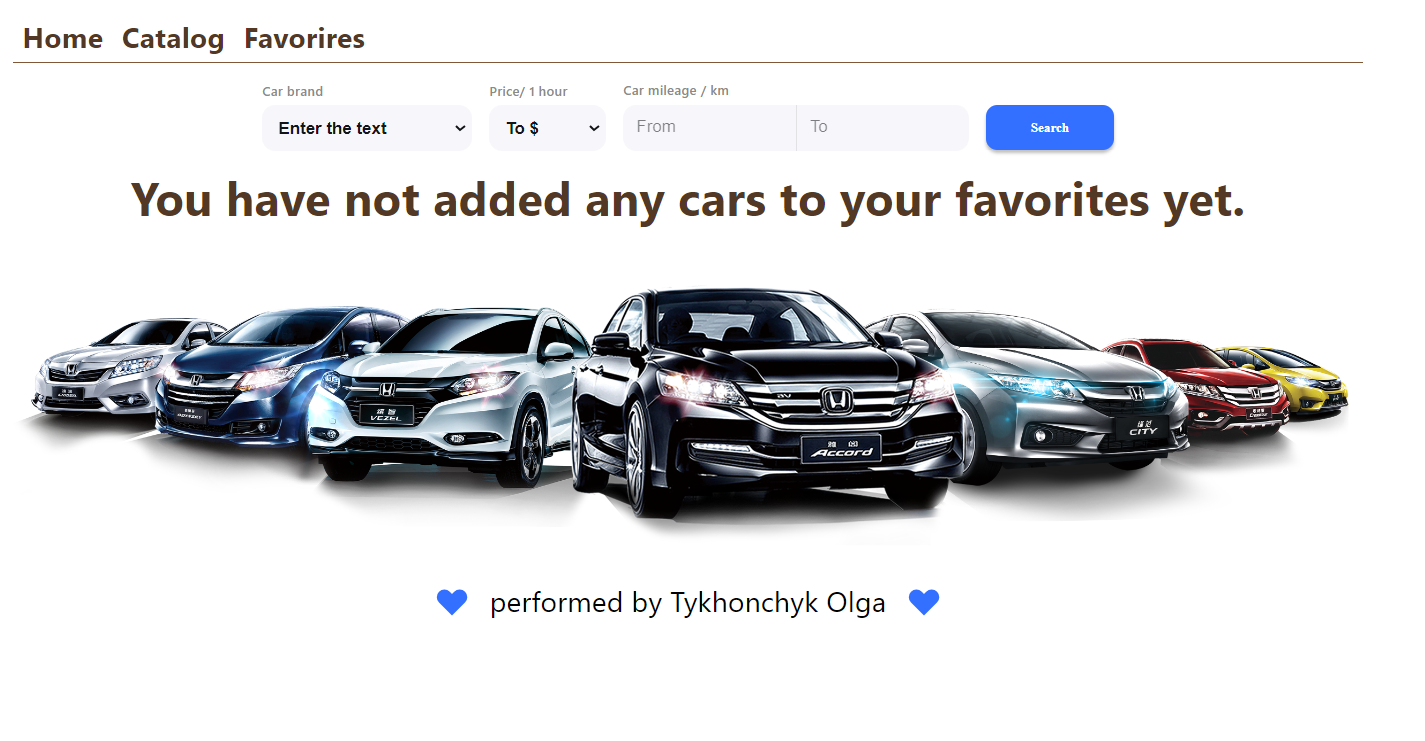 Home Catalog Favorires
Car brand Price/ 1 hour Car mileage / km
Enter the text To $ From To Search
You have not added any cars to your favorites yet.
VEZEL
Accord
CITY
performed by Tykhonchyk Olga